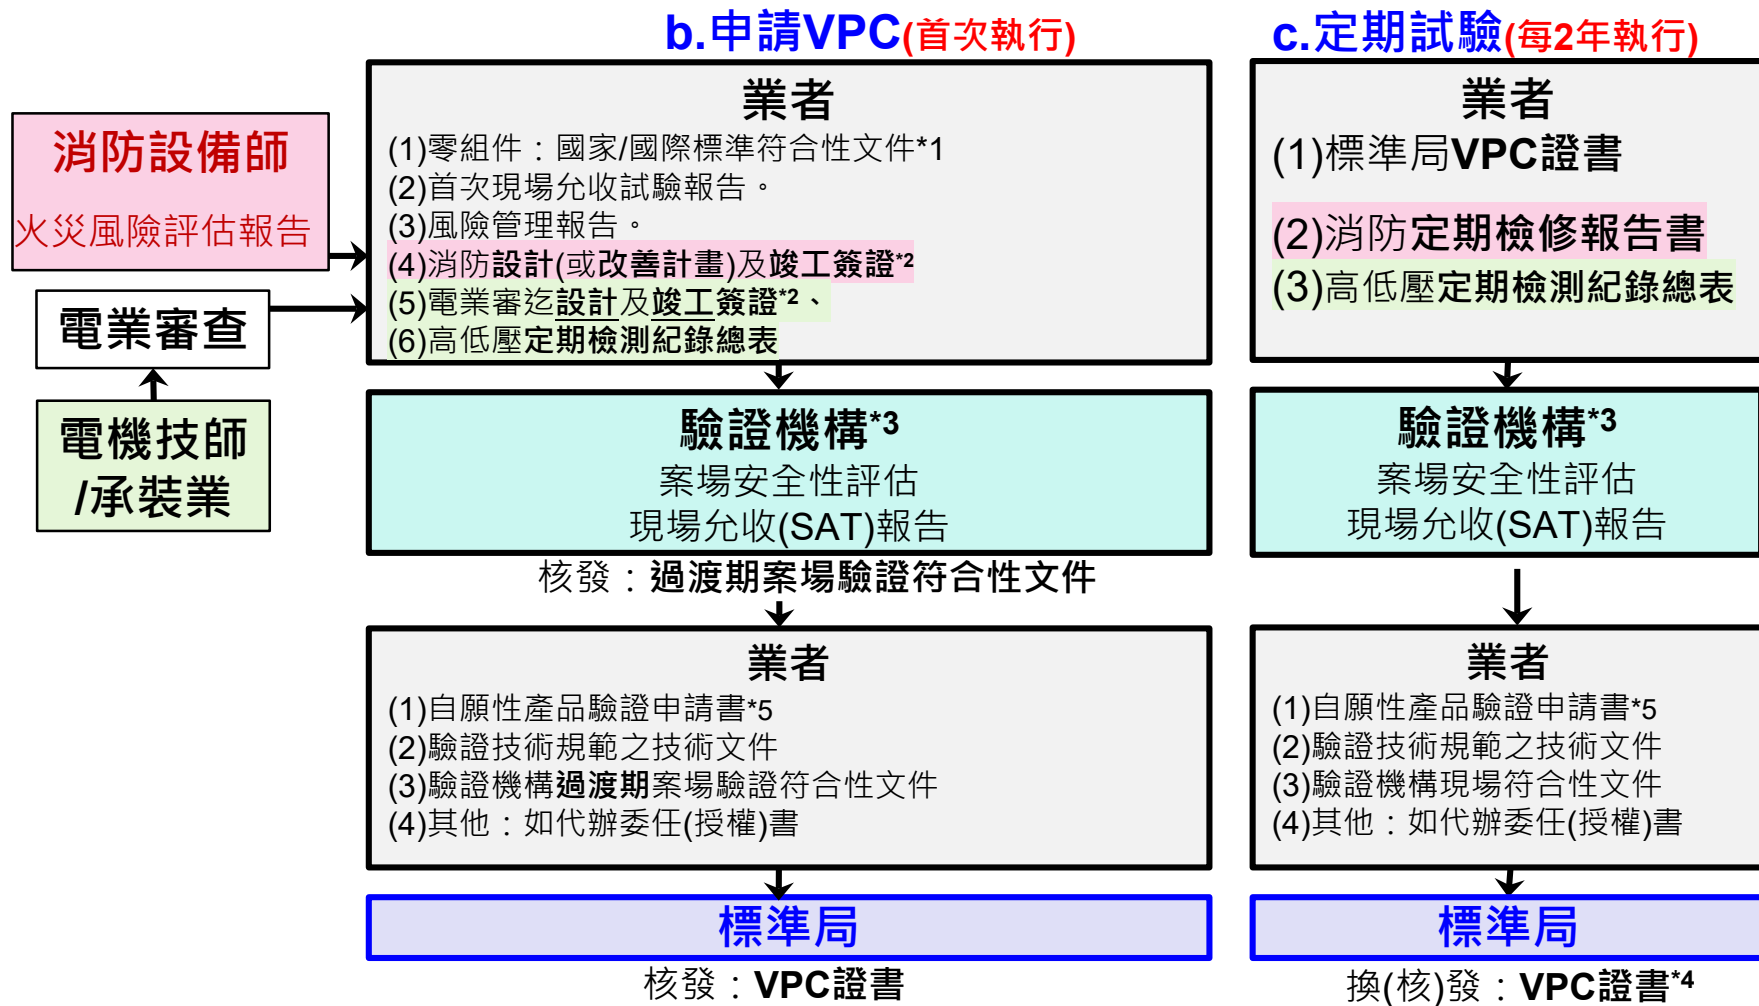 b.申請VPC(首次執行)
消防設備師
火災風險評估報告
電業審查
電機技師
/承裝業
業者
(1)零組件：國家/國際標準符合性文件*1
(2)首次現場允收試驗報告。
(3)風險管理報告。
(4)消防設計(或改善計畫)及竣工簽證*2
(5)電業審迄設計及竣工簽證*2、
(6)高低壓定期檢測紀錄總表
驗證機構*3
案場安全性評估
現場允收(SAT)報告
核發：過渡期案場驗證符合性文件
業者
(1)自願性產品驗證申請書*5
(2)驗證技術規範之技術文件
(3)驗證機構過渡期案場驗證符合性文件
(4)其他：如代辦委任(授權)書
標準局
核發：VPC證書
c.定期試驗(每2年執行)
業者
(1)標準局VPC證書
(2)消防定期檢修報告書
(3)高低壓定期檢測紀錄總表
驗證機構*3
案場安全性評估
現場允收(SAT)報告
業者
(1)自願性產品驗證申請書*5
(2)驗證技術規範之技術文件
(3)驗證機構現場符合性文件
(4)其他：如代辦委任(授權)書
標準局
換(核)發：VPC證書*4